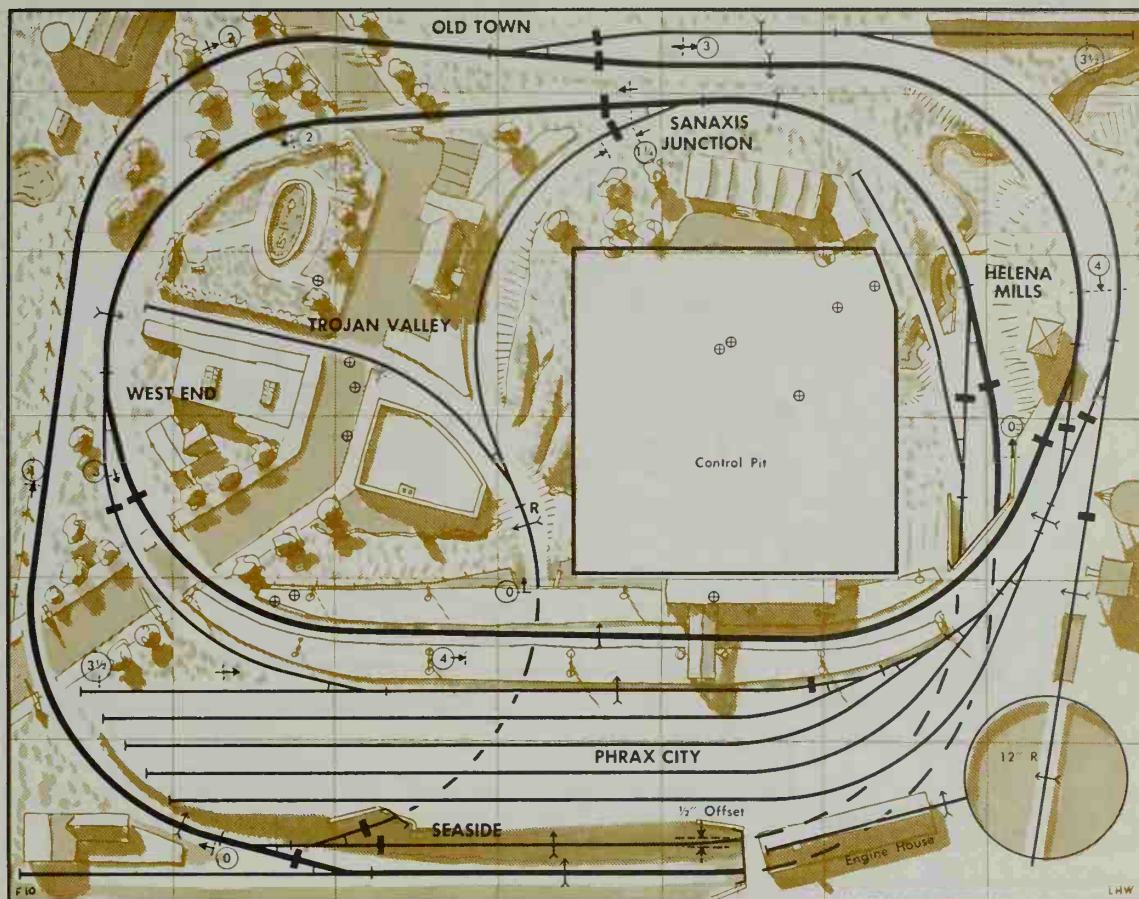 OLD TOWN
2
3
3½
SANAXIS
JUNCTION
2
1¼
4
HELENA
MILLS
TROJAN VALLEY
WEST END
Control Pit
0
R
0
3½
4
PHRAX CITY
12" R
½" Offset
SEASIDE
0
Engine House
F10
LHW